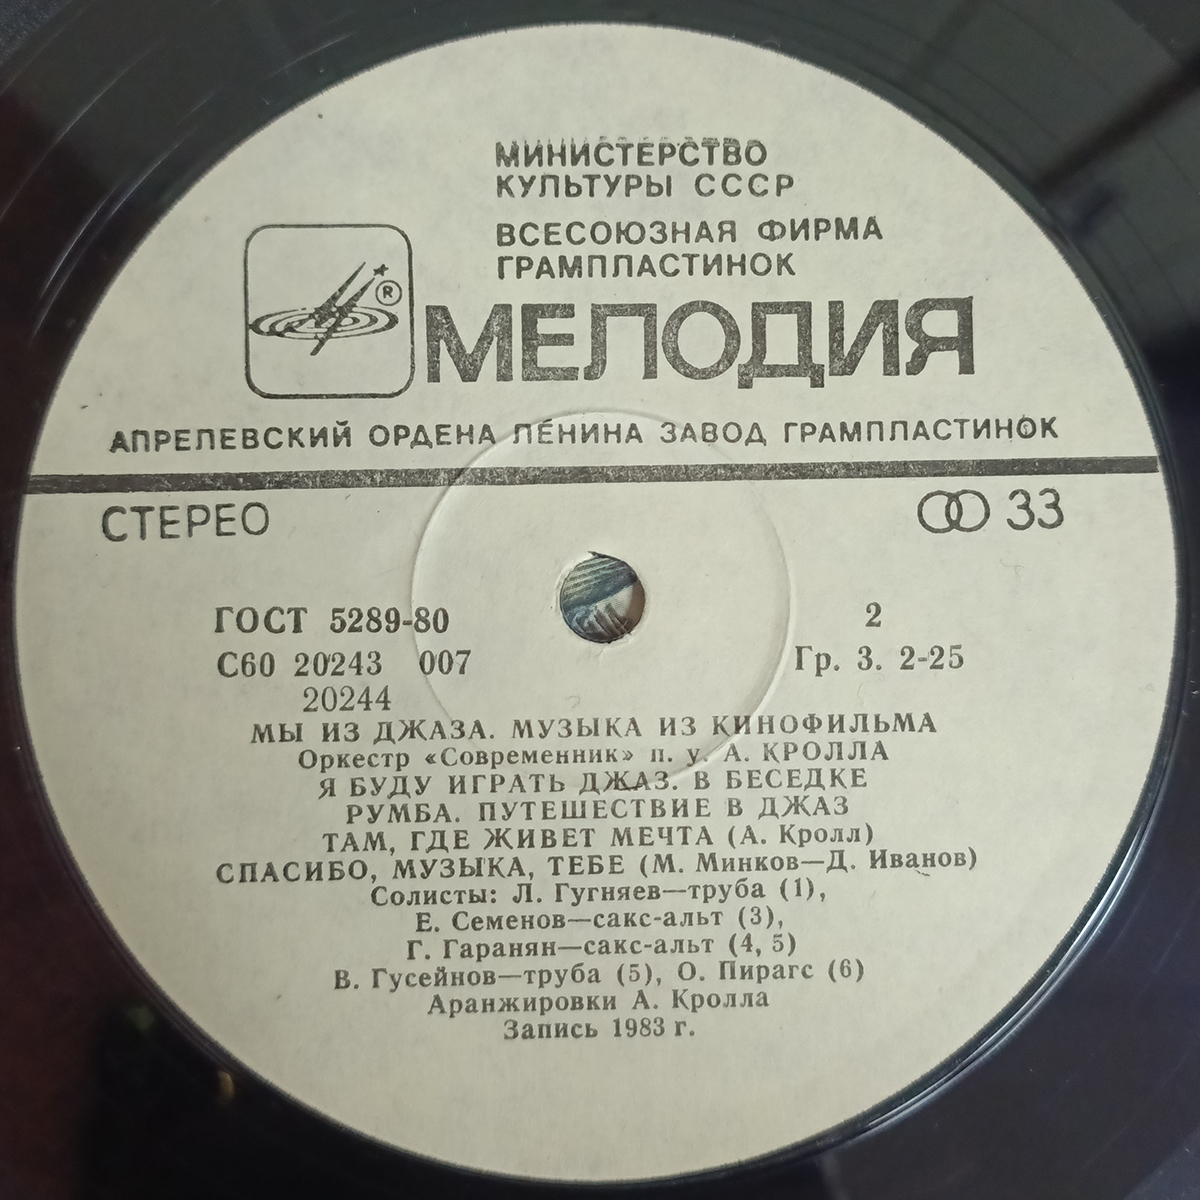 МИНИСТЕРСТВО
КУЛЬТУРЫ СССР
ВСЕСОЮЗНАЯ ФИРМА
ГРАМПЛАСТИНОК
®
МЕЛОДИЯ
АПРЕЛЕВСКИЙ ОРДЕНА ЛЕНИНА ЗАВОД ГРАМПЛАСТИНОК
СТЕРЕО
33
ГОСТ 5289-80
2
С60 20243 007
Гр. 3. 2-25
20244
МЫ ИЗ ДЖАЗА. МУЗЫКА ИЗ КИНОФИЛЬМА
Оркестр «Современник» п. у. А. КРОЛЛА
Я БУДУ ИГРАТЬ ДЖАЗ. В БЕСЕДКЕ
РУМБА. ПУТЕШЕСТВИЕ В ДЖАЗ
ТАМ, ГДЕ ЖИВЕТ МЕЧТА (А. Кролл)
СПАСИБО, МУЗЫКА, ТЕБЕ (М. Минков—Д. Иванов)
Солисты: Л. Гугняев—труба (1),
Е. Семенов—сакс-альт (3),
Г. Гаранян—сакс-альт (4, 5)
В. Гусейнов—труба (5), О. Пирагс (6)
Аранжировки А. Кролла
Запись 1983 г.